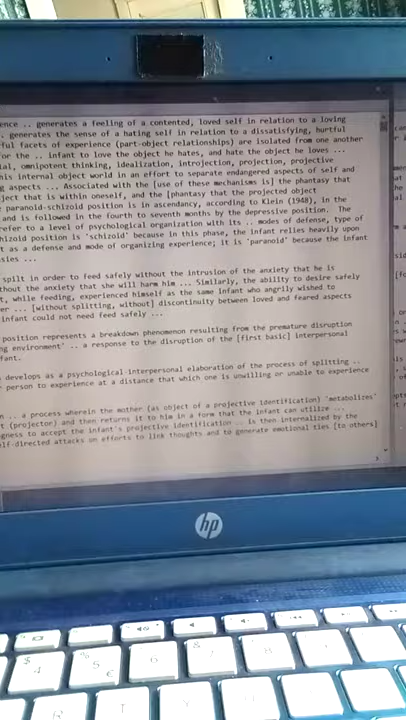 ence .. generates a feeling of a contented, loved self in relation to a loving
. generates the sense of a hating self in relation to a dissatisfying, hurtful
ful facets of experience (part-object relationships) are isolated from one another
for the .. infant to love the object he hates, and hate the object he loves ...
ial, omnipotent thinking, idealization, introjection, projection, projective
his internal object world in an effort to separate endangered aspects of self and
g aspects ... Associated with the [use of these mechanisms is] the phantasy that
ject that is within oneself, and the [phantasy that the projected object
paranoid-schizoid position is in ascendancy, according to Klein (1948), in the
and is followed in the fourth to seventh months by the depressive position. The
refer to a level of psychological organization with its .. modes of defense, type of
hizoid position is 'schizoid' because in this phase, the infant relies heavily upon
t as a defense and mode of organizing experience; it is 'paranoid' because the infant
sies ...
spilt in order to feed safely without the intrusion of the anxiety that he is
thout the anxiety that she will harm him ... Similarly, the ability to desire safely
t, while feeding, experienced himself as the same infant who angrily wished to
er ... [without splitting, without] discontinuity between loved and feared aspects
infant could not need feed safely ...
position represents a breakdown phenomenon resulting from the premature disruption
ng environment' .. a response to the disruption of the [first basic] interpersonal
fant.
develops as a psychological interpersonal elaboration of the process of splitting ..
person to experience at a distance that which one is unwilling or unable to experience
n .. a process wherein the mother (as object of a projective identification) 'metabolizes'
t (projector) and then returns it to him in a form that the infant can utilize ...
gness to accept the infant's projective identification .. is then internalized by the
elf-directed attacks on efforts to link thoughts and to generate emotional ties [to others]
hp
$ 4
% 5 €
6
7
8
R
T